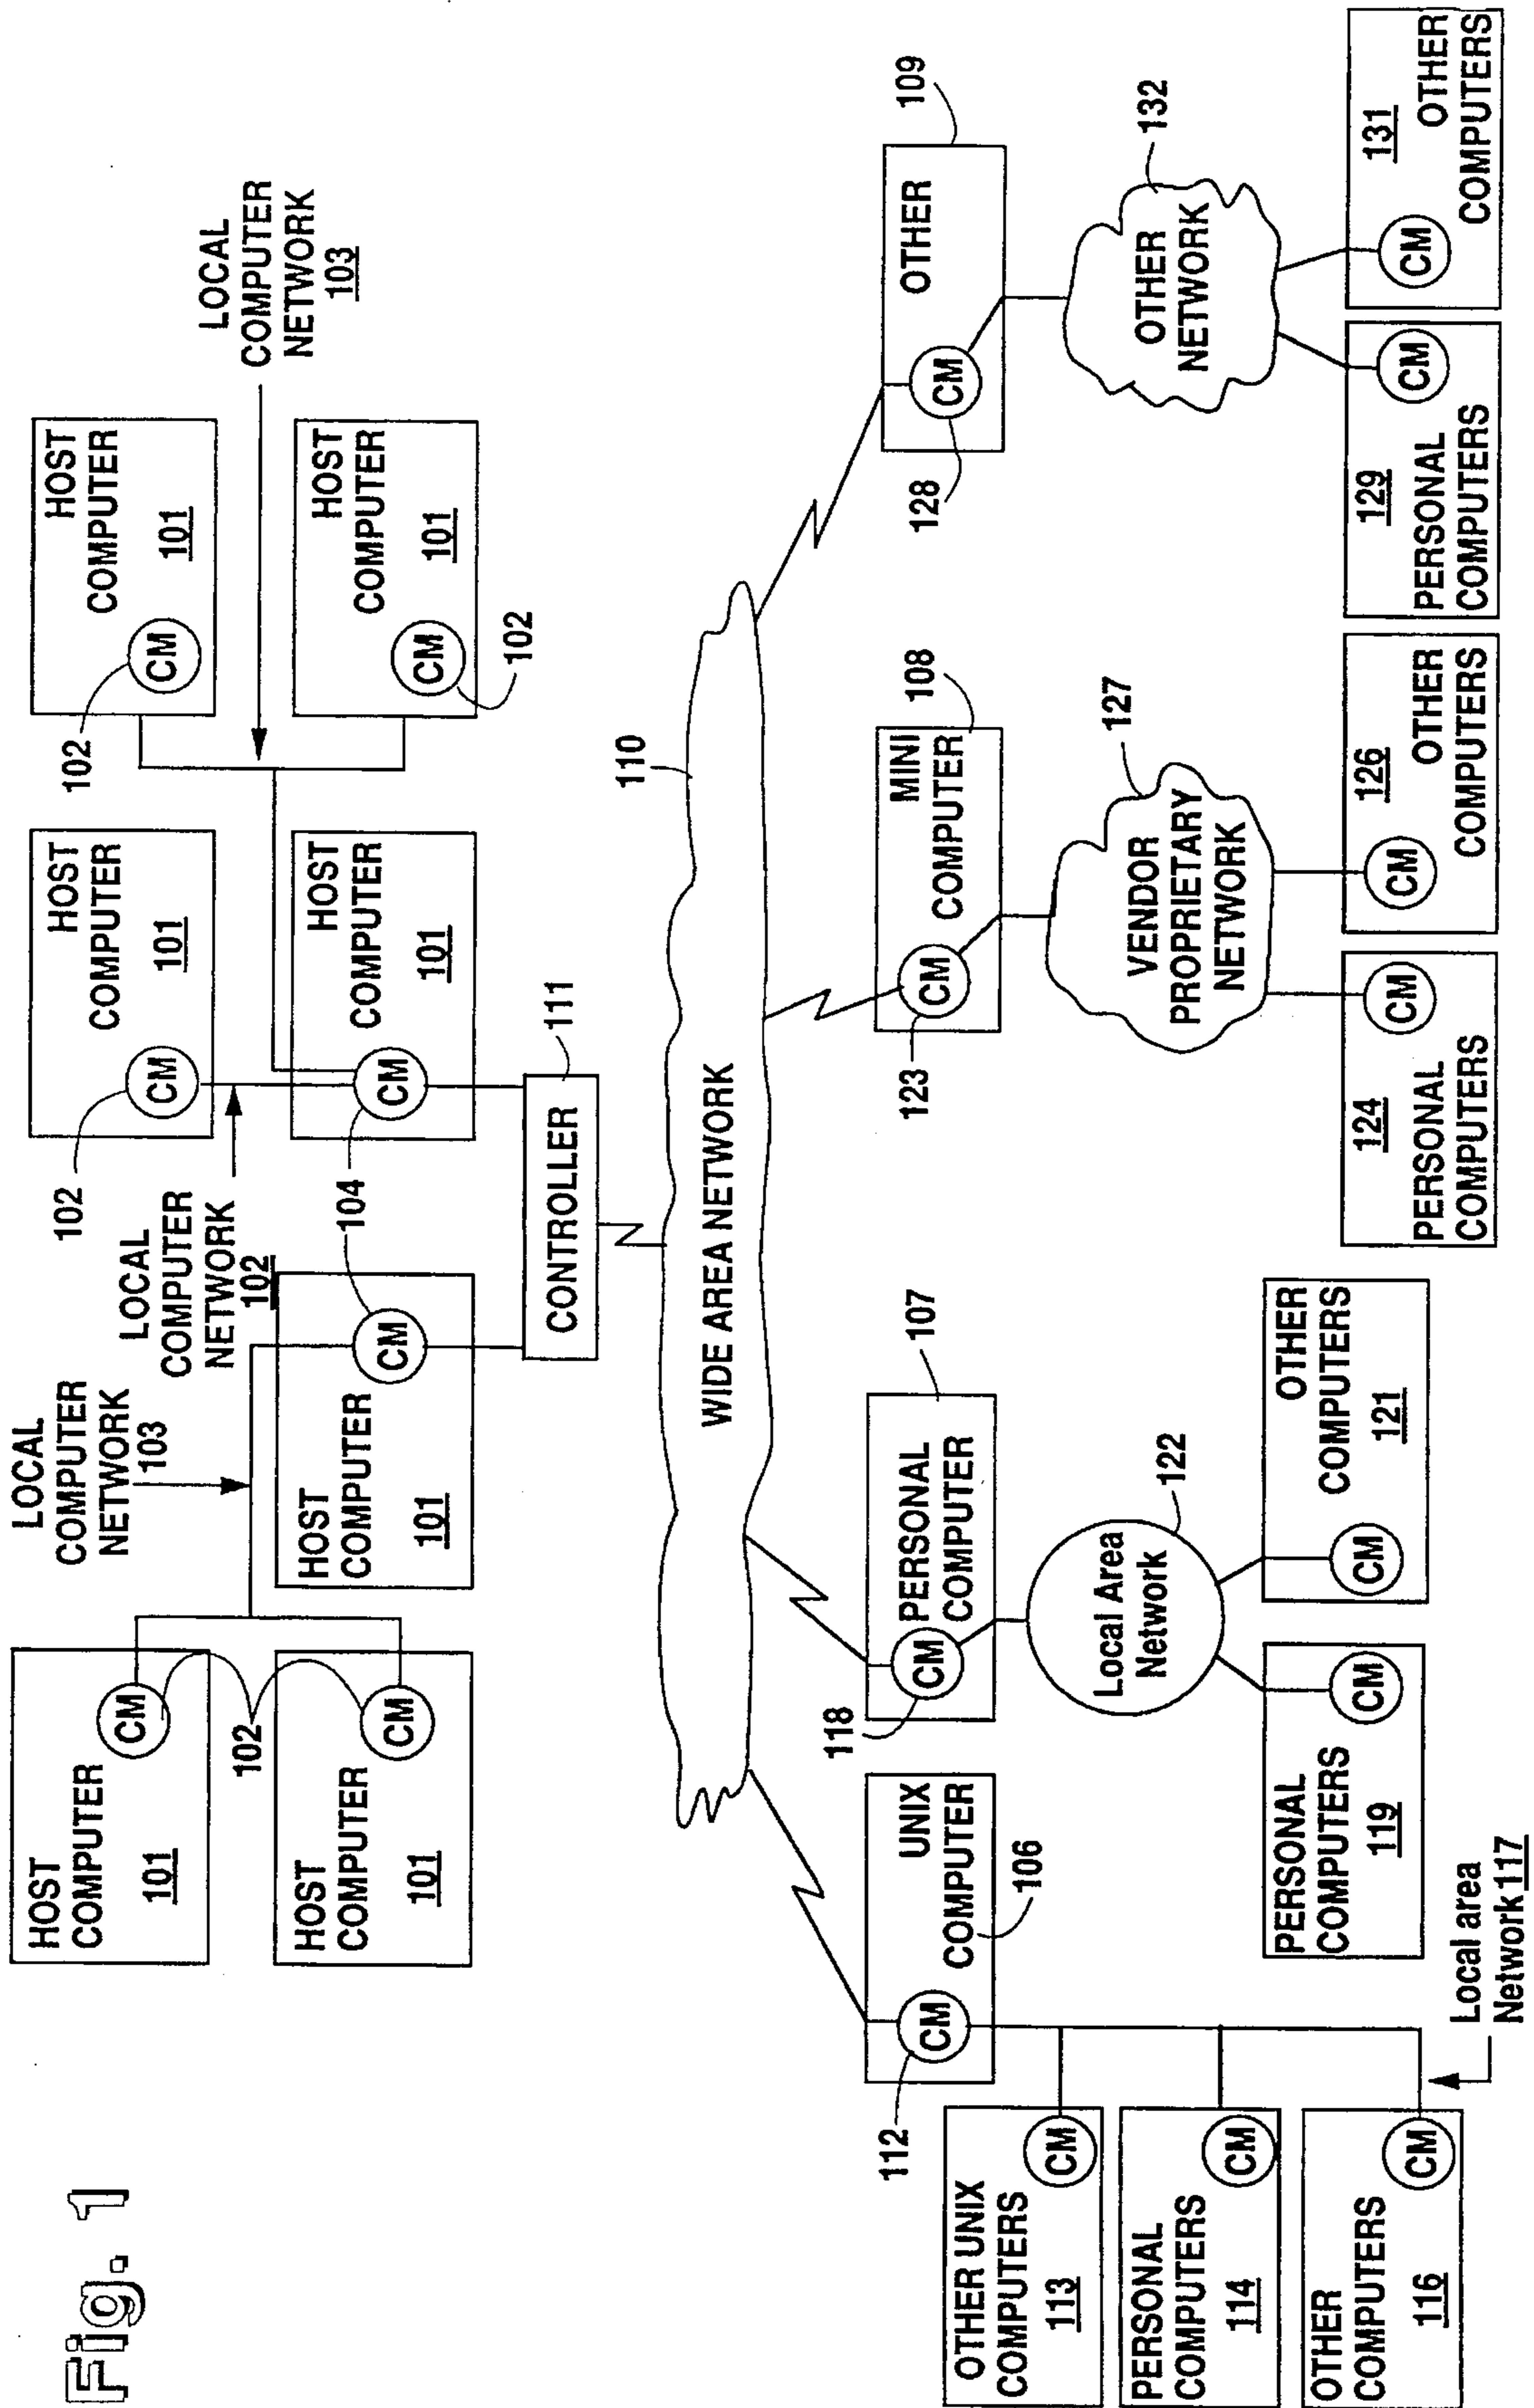 Fig. 1
HOST
COMPUTER
101
CM
HOST
COMPUTER
101
CM
102
LOCAL
COMPUTER
NETWORK
103
HOST
COMPUTER
101
CM
104
LOCAL
COMPUTER
NETWORK
102
HOST
COMPUTER
101
CM
102
HOST
COMPUTER
101
CM
HOST
COMPUTER
101
CM
102
HOST
COMPUTER
101
CM
102
LOCAL
COMPUTER
NETWORK
103
CONTROLLER
111
WIDE AREA NETWORK
110
UNIX
COMPUTER
106
CM
112
OTHER UNIX
COMPUTERS
113
CM
PERSONAL
COMPUTERS
114
CM
OTHER
COMPUTERS
116
CM
Local area
Network 117
PERSONAL
COMPUTER
107
CM
118
Local Area
Network
122
PERSONAL
COMPUTERS
119
CM
OTHER
COMPUTERS
121
CM
MINI
COMPUTER
108
CM
123
VENDOR
PROPRIETARY
NETWORK
127
124
PERSONAL
COMPUTERS
CM
126
OTHER
COMPUTERS
CM
OTHER
109
CM
128
OTHER
NETWORK
132
129
PERSONAL
COMPUTERS
CM
131
OTHER
COMPUTERS
CM